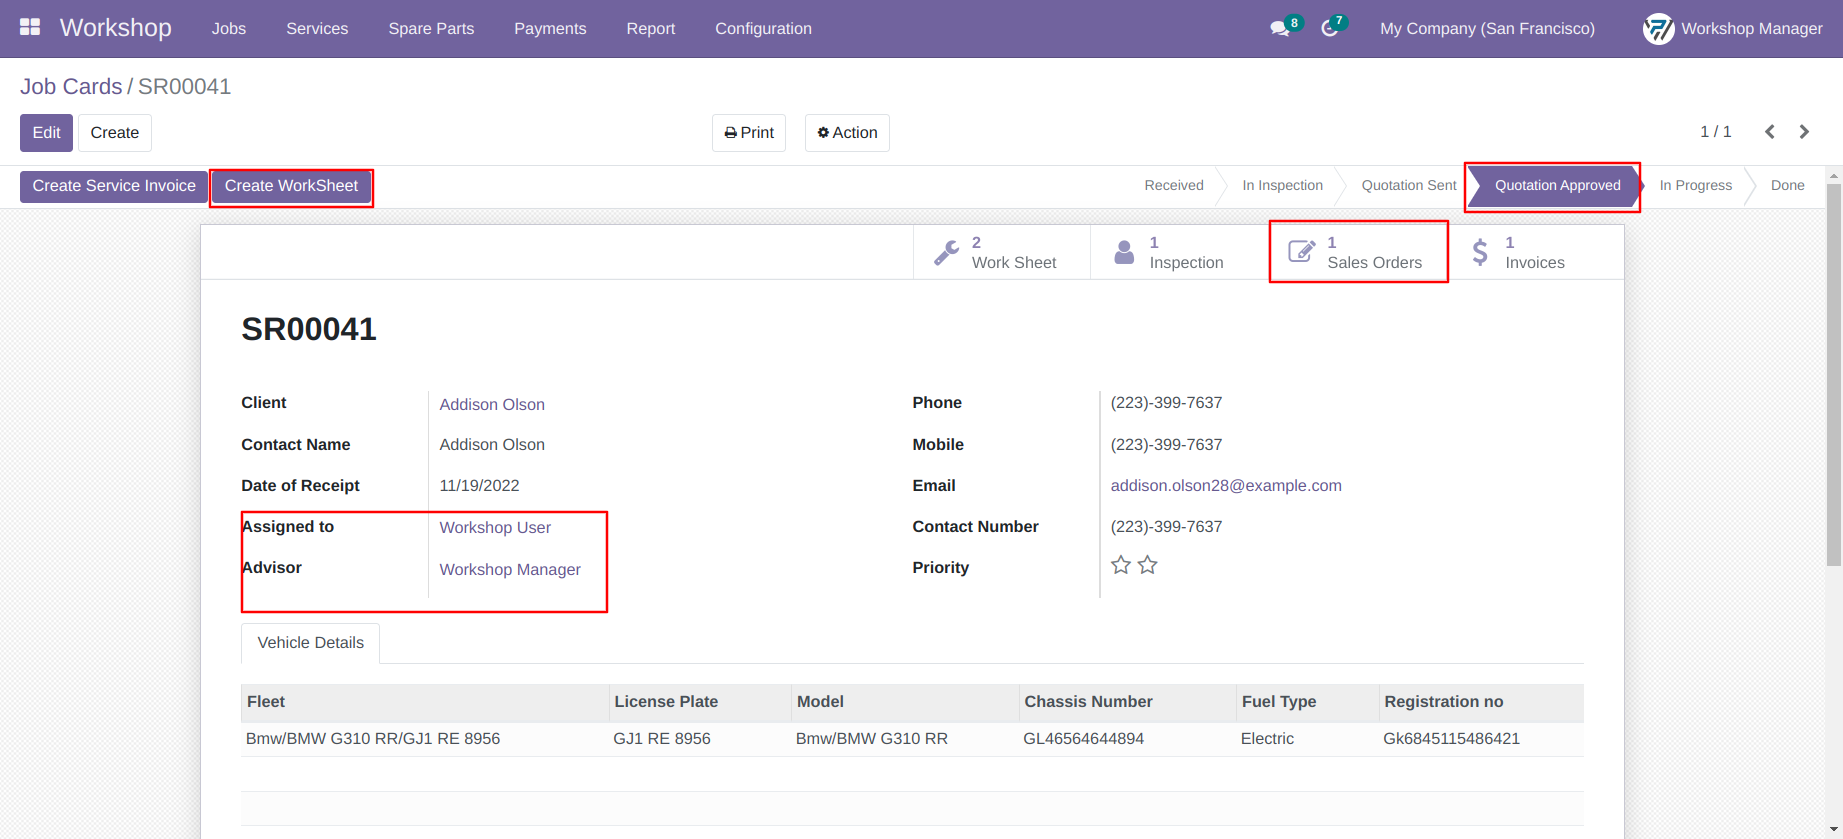 Workshop Jobs Services Spare Parts Payments Report Configuration 8 7 My Company (San Francisco) Workshop Manager
Job Cards / SR00041
Edit Create Print Action 1 / 1
Create Service Invoice Create WorkSheet Received In Inspection Quotation Sent Quotation Approved In Progress Done
2 Work Sheet
1 Inspection
1 Sales Orders
1 Invoices
SR00041
Client Addison Olson
Contact Name Addison Olson
Date of Receipt 11/19/2022
Assigned to Workshop User
Advisor Workshop Manager
Phone (223)-399-7637
Mobile (223)-399-7637
Email addison.olson28@example.com
Contact Number (223)-399-7637
Priority
Vehicle Details
Fleet License Plate Model Chassis Number Fuel Type Registration no
Bmw/BMW G310 RR/GJ1 RE 8956 GJ1 RE 8956 Bmw/BMW G310 RR GL46564644894 Electric Gk6845115486421